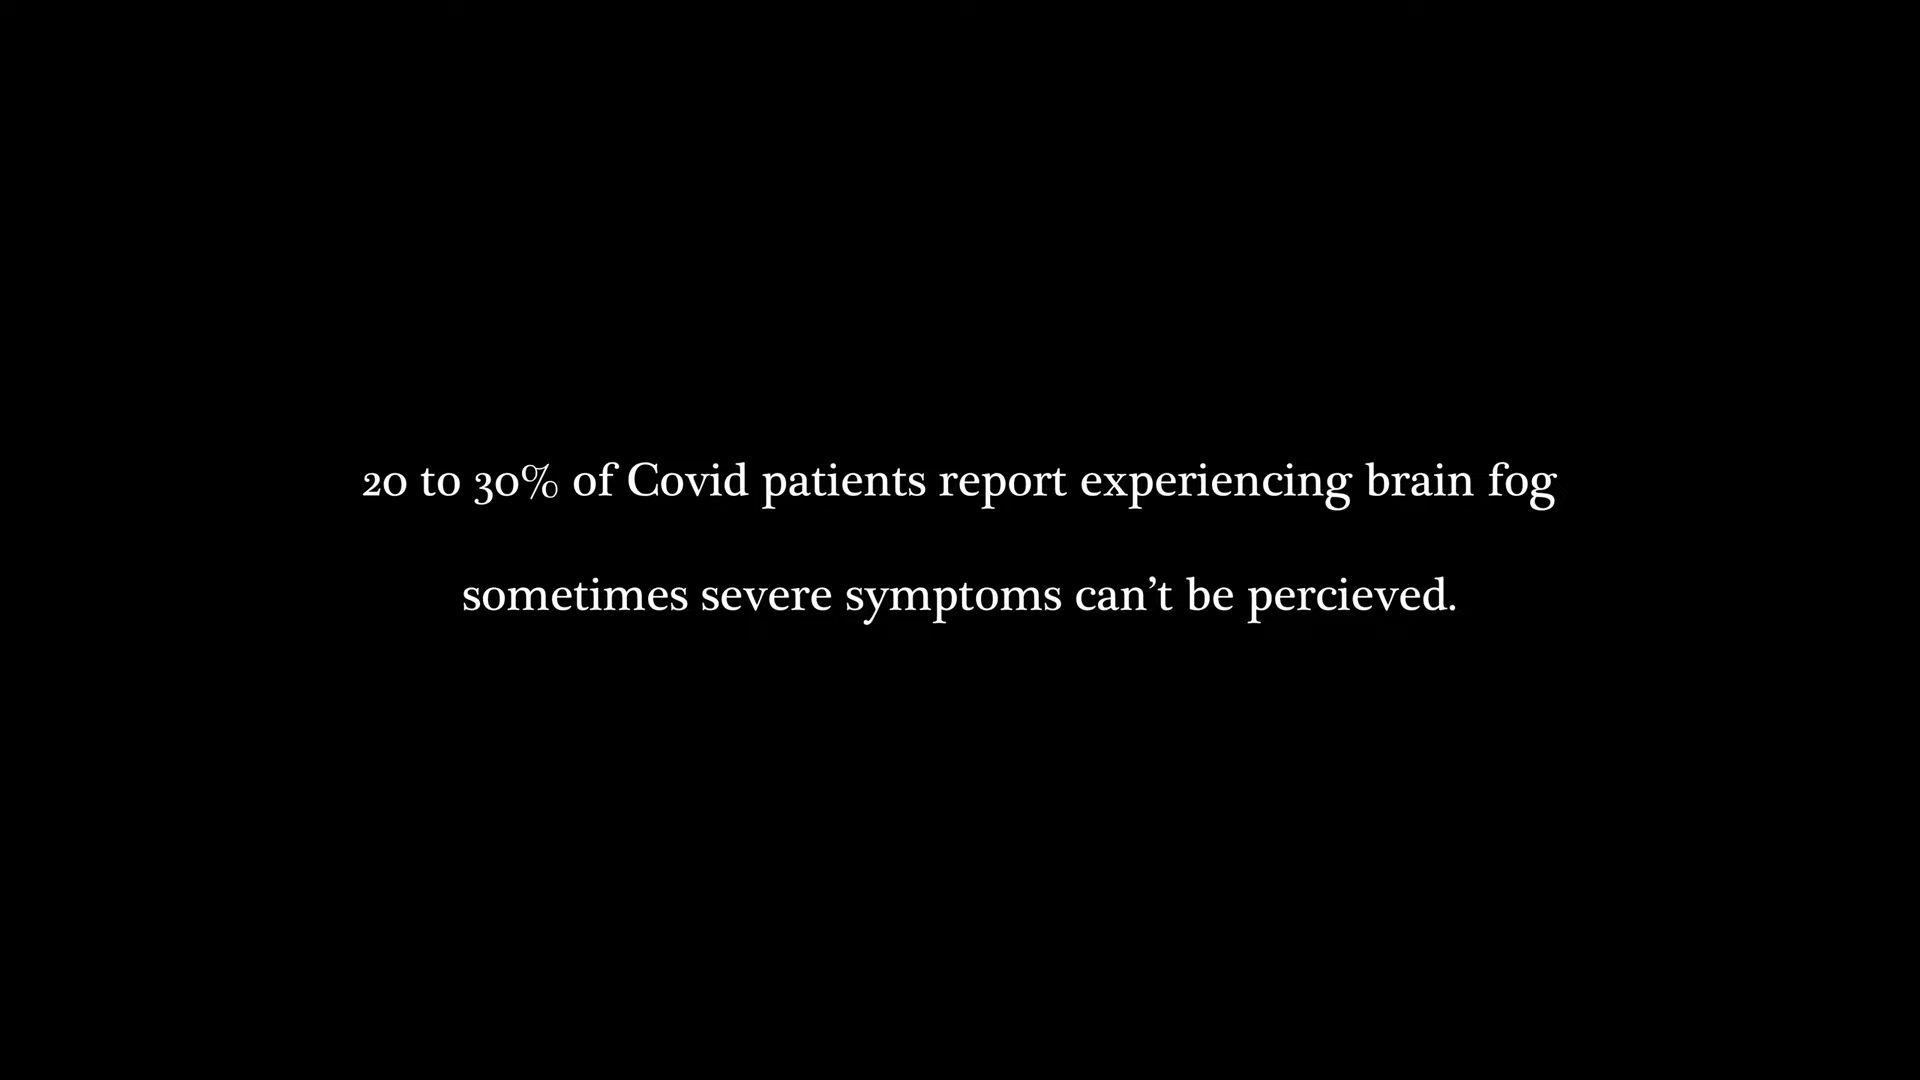 20 to 30% of Covid patients report experiencing brain fog
sometimes severe symptoms can’t be percieved.